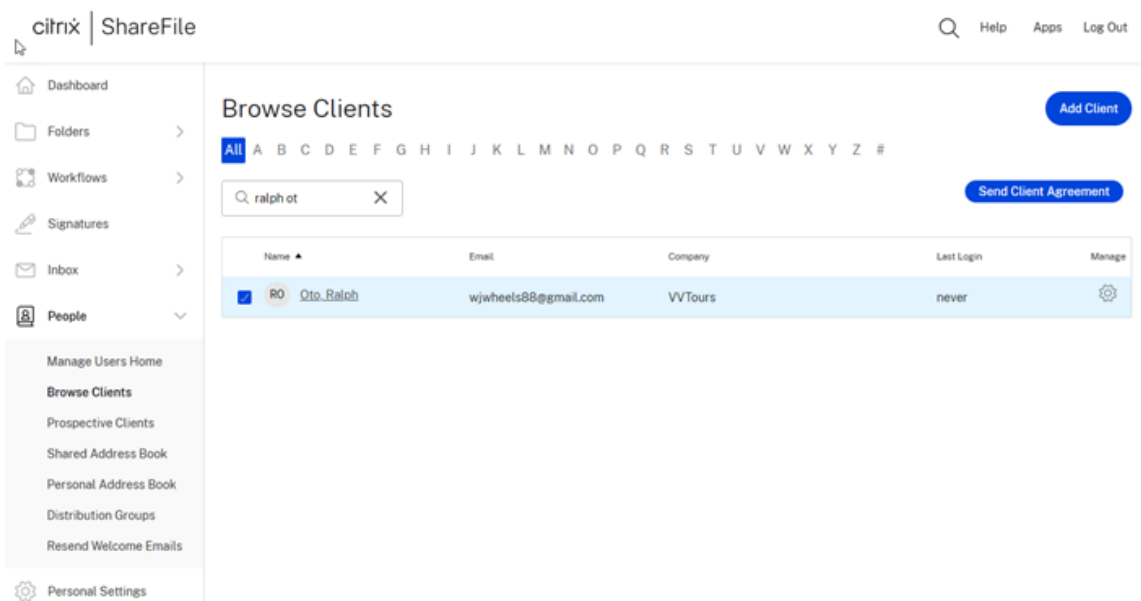 citrix | ShareFile
Help Apps Log Out
Dashboard
Folders
Workflows
Signatures
Inbox
People
Manage Users Home
Browse Clients
Prospective Clients
Shared Address Book
Personal Address Book
Distribution Groups
Resend Welcome Emails
Personal Settings
Browse Clients
Add Client
All A B C D E F G H I J K L M N O P Q R S T U V W X Y Z #
ralph ot
Send Client Agreement
Name Email Company Last Login Manage
RO Oto, Ralph wjwheels88@gmail.com VVTours never